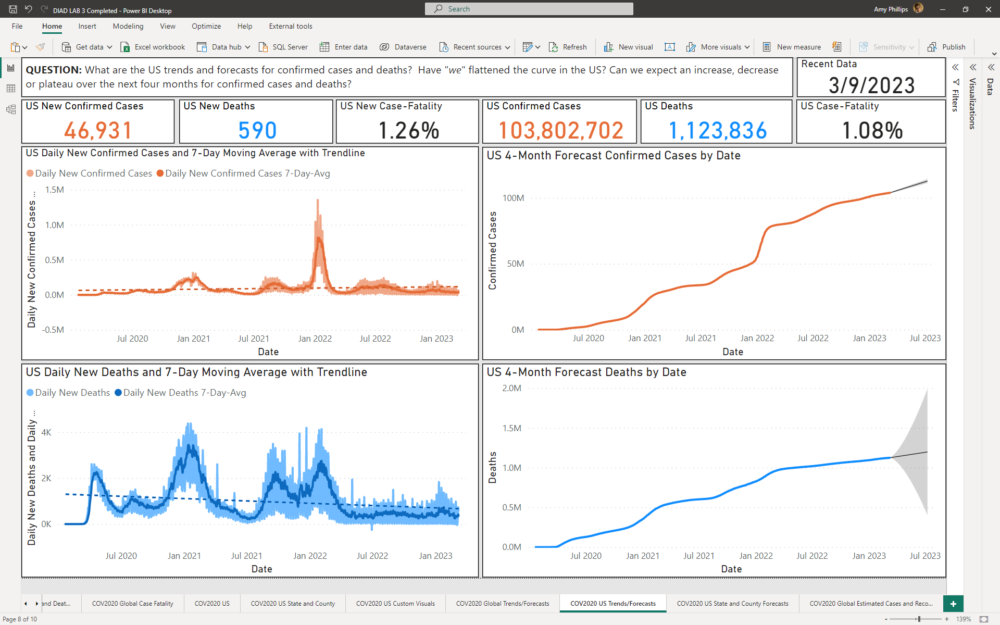 DIAD LAB 3 Completed - Power BI Desktop
Search
Amy Phillips
File Home Insert Modeling View Optimize Help External tools
Get data Excel workbook Data hub SQL Server Enter data Dataverse Recent sources Refresh New visual A More visuals New measure Sensitivity Publish
QUESTION: What are the US trends and forecasts for confirmed cases and deaths? Have "we" flattened the curve in the US? Can we expect an increase, decrease
or plateau over the next four months for confirmed cases and deaths?
Recent Data
3/9/2023
Filters
Visualizations
Data
US New Confirmed Cases
46,931
US New Deaths
590
US New Case-Fatality
1.26%
US Confirmed Cases
103,802,702
US Deaths
1,123,836
US Case-Fatality
1.08%
US Daily New Confirmed Cases and 7-Day Moving Average with Trendline
Daily New Confirmed Cases Daily New Confirmed Cases 7-Day-Avg
Daily New Confirmed Cases ...
1.5M
1.0M
0.5M
0.0M
-0.5M
Jul 2020 Jan 2021 Jul 2021 Jan 2022 Jul 2022 Jan 2023
Date
US 4-Month Forecast Confirmed Cases by Date
Confirmed Cases
100M
50M
0M
Jul 2020 Jan 2021 Jul 2021 Jan 2022 Jul 2022 Jan 2023 Jul 2023
Date
US Daily New Deaths and 7-Day Moving Average with Trendline
Daily New Deaths Daily New Deaths 7-Day-Avg
Daily New Deaths and Daily ...
4K
2K
0K
Jul 2020 Jan 2021 Jul 2021 Jan 2022 Jul 2022 Jan 2023
Date
US 4-Month Forecast Deaths by Date
Deaths
2.0M
1.5M
1.0M
0.5M
0.0M
Jul 2020 Jan 2021 Jul 2021 Jan 2022 Jul 2022 Jan 2023 Jul 2023
Date
and Deat... COV2020 Global Case Fatality COV2020 US COV2020 US State and County COV2020 US Custom Visuals COV2020 Global Trends/Forecasts COV2020 US Trends/Forecasts COV2020 US State and County Forecasts COV2020 Global Estimated Cases and Reco... +
Page 8 of 10
- + 139%